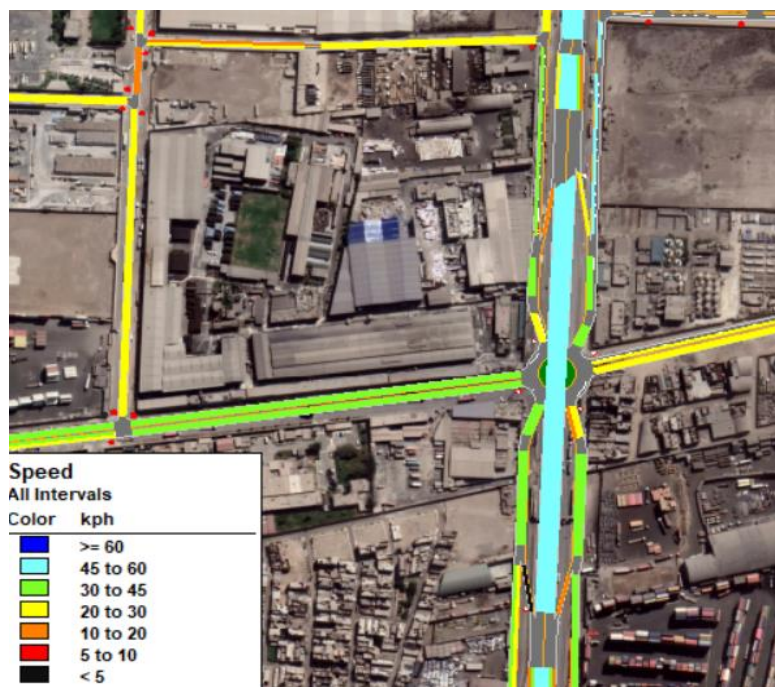 Speed
All Intervals
Color kph
>= 60
45 to 60
30 to 45
20 to 30
10 to 20
5 to 10
< 5